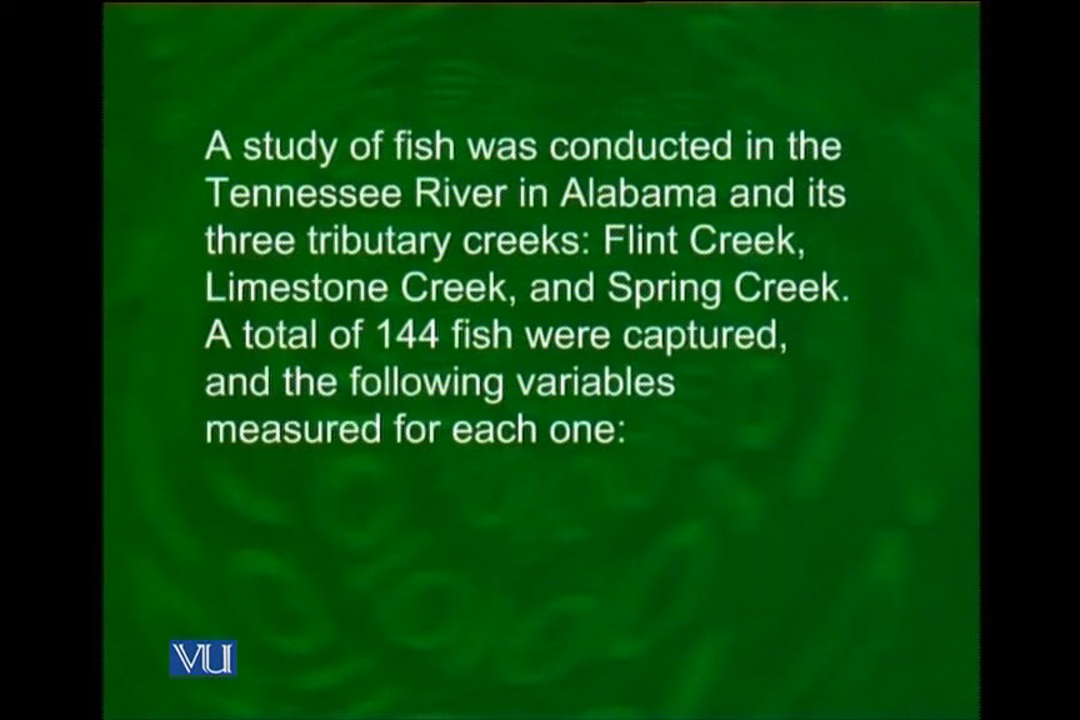 A study of fish was conducted in the
Tennessee River in Alabama and its
three tributary creeks: Flint Creek,
Limestone Creek, and Spring Creek.
A total of 144 fish were captured,
and the following variables
measured for each one:
VU